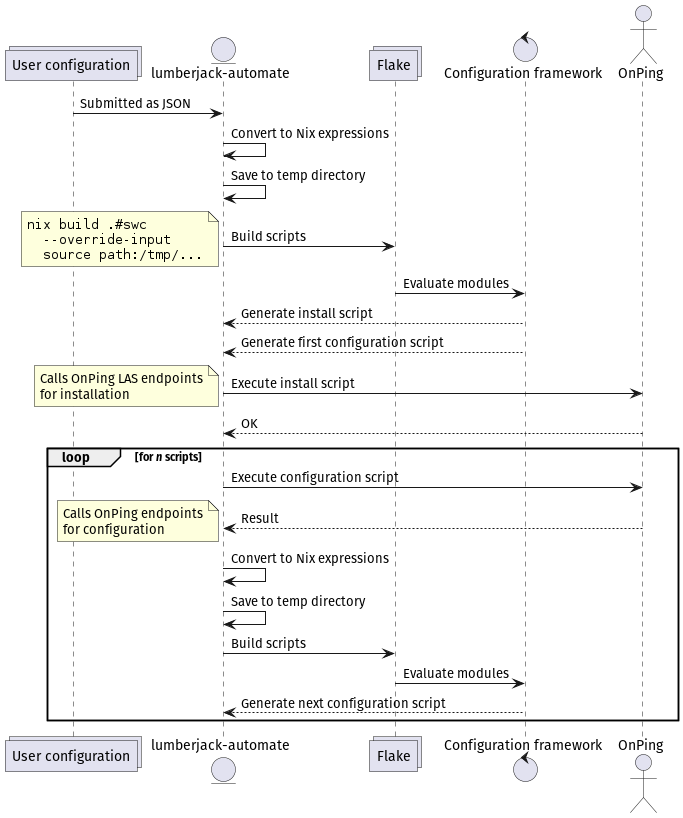 User configuration
lumberjack-automate
Flake
Configuration framework
OnPing
Submitted as JSON
Convert to Nix expressions
Save to temp directory
nix build .#swc
--override-input
source path:/tmp/...
Build scripts
Evaluate modules
Generate install script
Generate first configuration script
Calls OnPing LAS endpoints
for installation
Execute install script
OK
loop
[for n scripts]
Execute configuration script
Calls OnPing endpoints
for configuration
Result
Convert to Nix expressions
Save to temp directory
Build scripts
Evaluate modules
Generate next configuration script
User configuration
lumberjack-automate
Flake
Configuration framework
OnPing